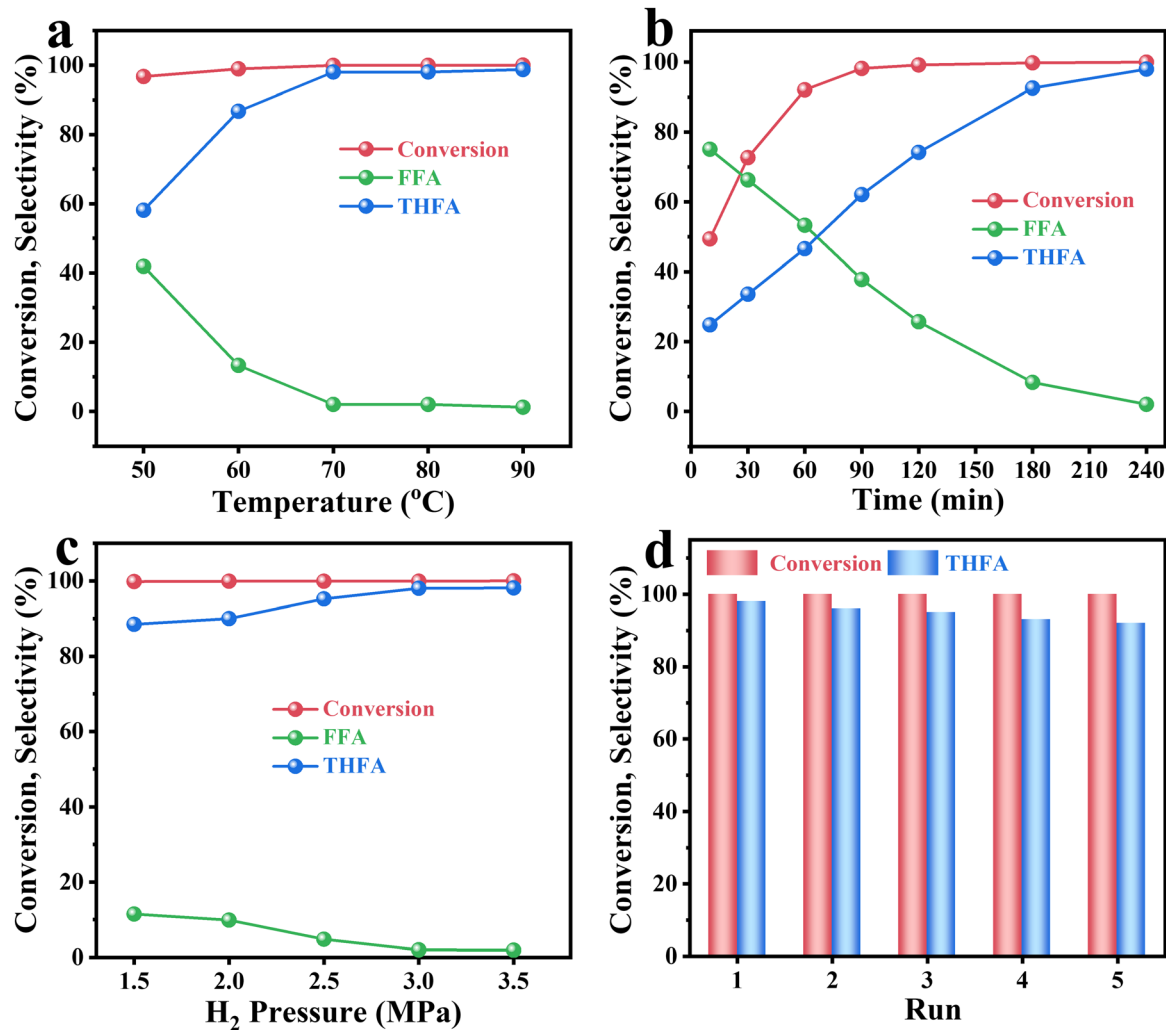 a
Conversion, Selectivity (%)
100
80
60
40
20
0
Conversion
FFA
THFA
50 60 70 80 90
Temperature (°C)
b
Conversion, Selectivity (%)
100
80
60
40
20
0
Conversion
FFA
THFA
0 30 60 90 120 150 180 210 240
Time (min)
c
Conversion, Selectivity (%)
100
80
60
40
20
0
Conversion
FFA
THFA
1.5 2.0 2.5 3.0 3.5
H₂ Pressure (MPa)
d
Conversion, Selectivity (%)
Conversion THFA
100
80
60
40
20
0
1 2 3 4 5
Run